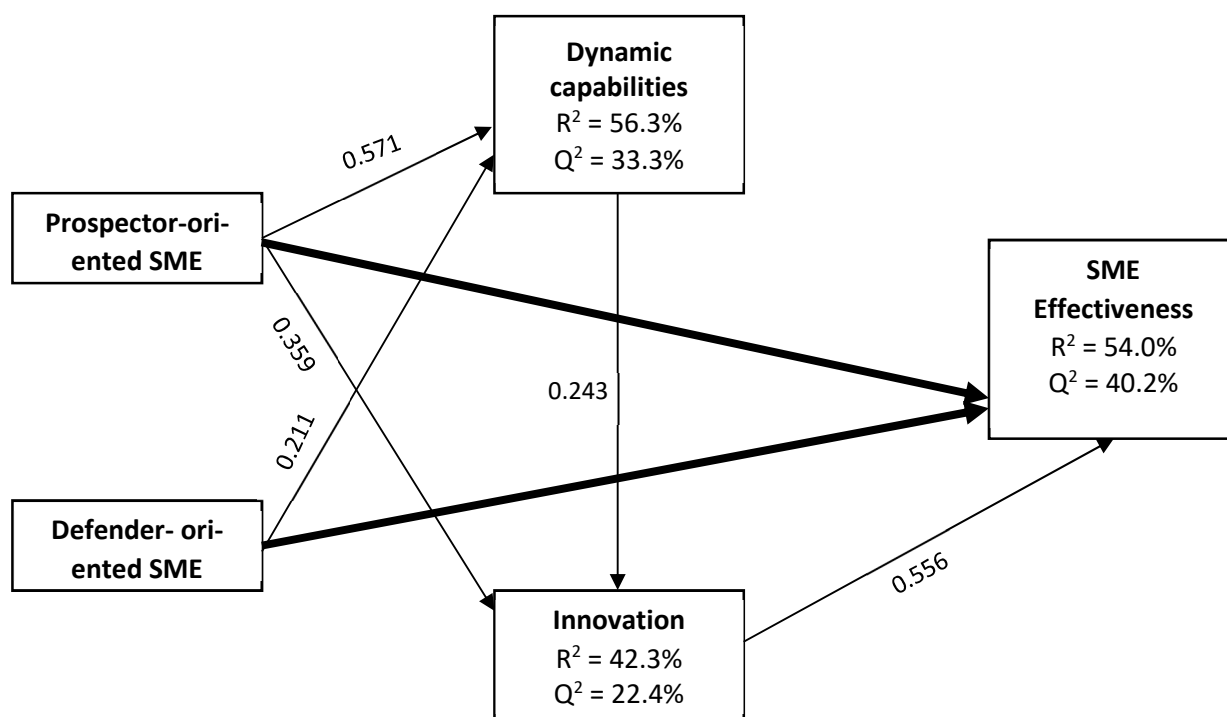 Dynamic
capabilities
R² = 56.3%
Q² = 33.3%
0.571
Prospector-ori-
ented SME
SME
Effectiveness
R² = 54.0%
Q² = 40.2%
0.359
0.243
0.211
Defender- ori-
ented SME
0.556
Innovation
R² = 42.3%
Q² = 22.4%